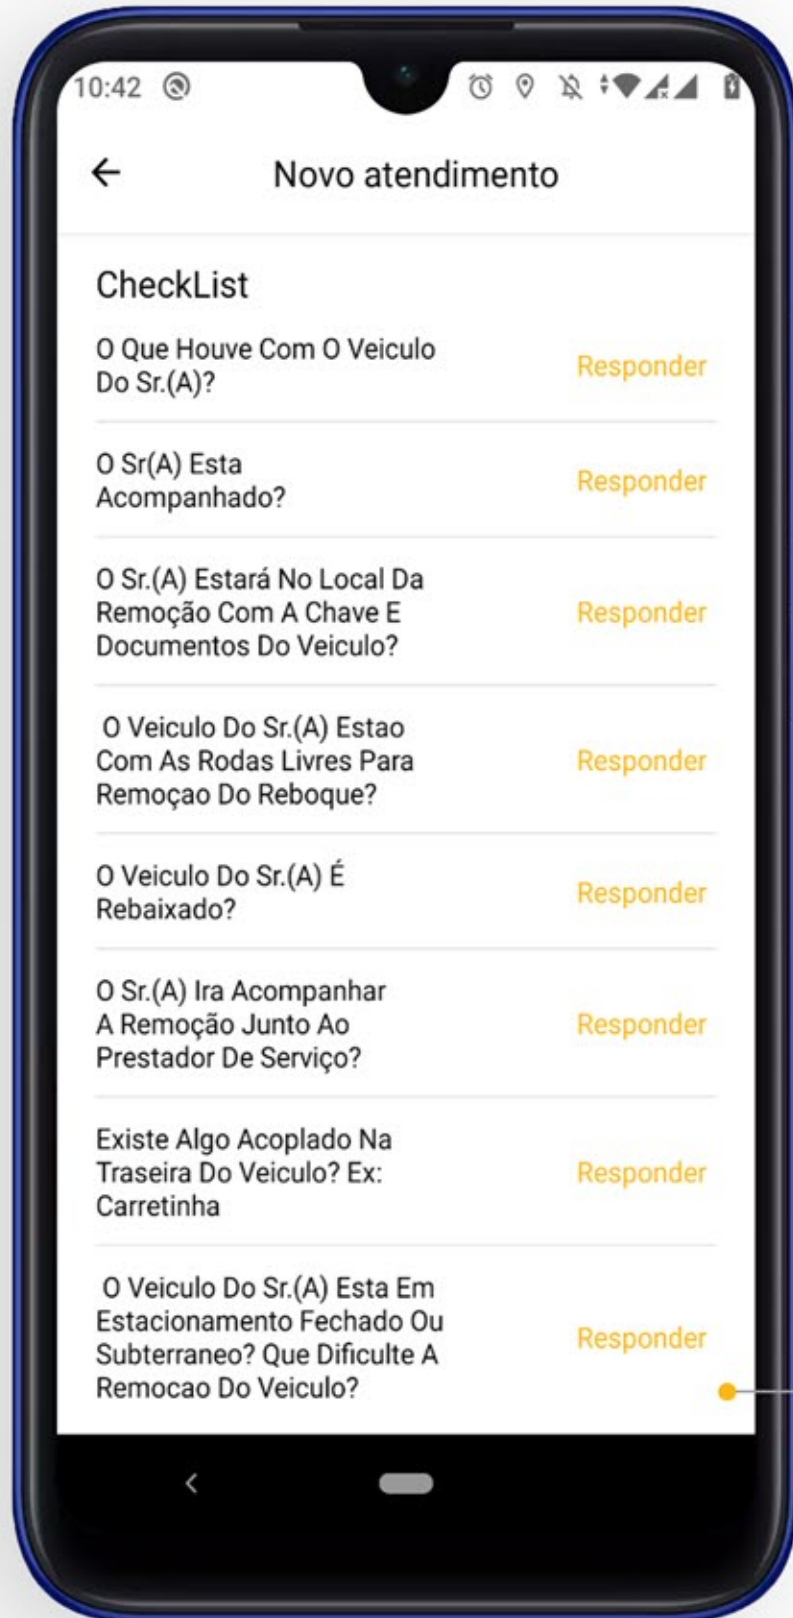 10:42
Novo atendimento
CheckList
O Que Houve Com O Veiculo
Do Sr.(A)?
Responder
O Sr(A) Esta
Acompanhado?
Responder
O Sr.(A) Estará No Local Da
Remoção Com A Chave E
Documentos Do Veiculo?
Responder
O Veiculo Do Sr.(A) Estao
Com As Rodas Livres Para
Remoçao Do Reboque?
Responder
O Veiculo Do Sr.(A) É
Rebaixado?
Responder
O Sr.(A) Ira Acompanhar
A Remoção Junto Ao
Prestador De Serviço?
Responder
Existe Algo Acoplado Na
Traseira Do Veiculo? Ex:
Carretinha
Responder
O Veiculo Do Sr.(A) Esta Em
Estacionamento Fechado Ou
Subterraneo? Que Dificulte A
Remocao Do Veiculo?
Responder